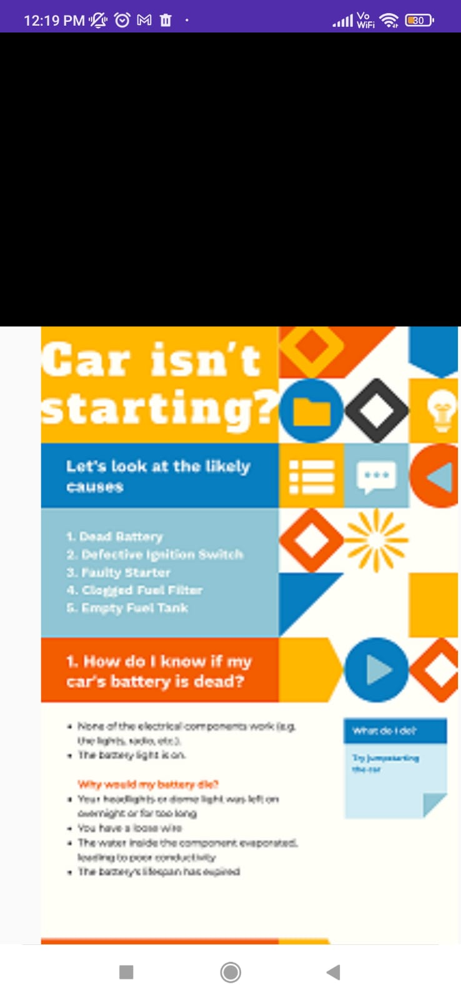 12:19 PM
Vo
WiFi
30
Car isn't
starting?
Let's look at the likely
causes
1. Dead Battery
2. Defective Ignition Switch
3. Faulty Starter
4. Clogged Fuel Filter
5. Empty Fuel Tank
1. How do I know if my
car's battery is dead?
• None of the electrical components work (e.g.
the lights, radio, etc.).
• The battery light is on.
What do I do?
Try jumpstarting
the car
Why would my battery die?
• Your headlights or dome light was left on
overnight or for too long
• You have a loose wire
• The water inside the component evaporated,
leading to poor conductivity
• The battery's lifespan has expired